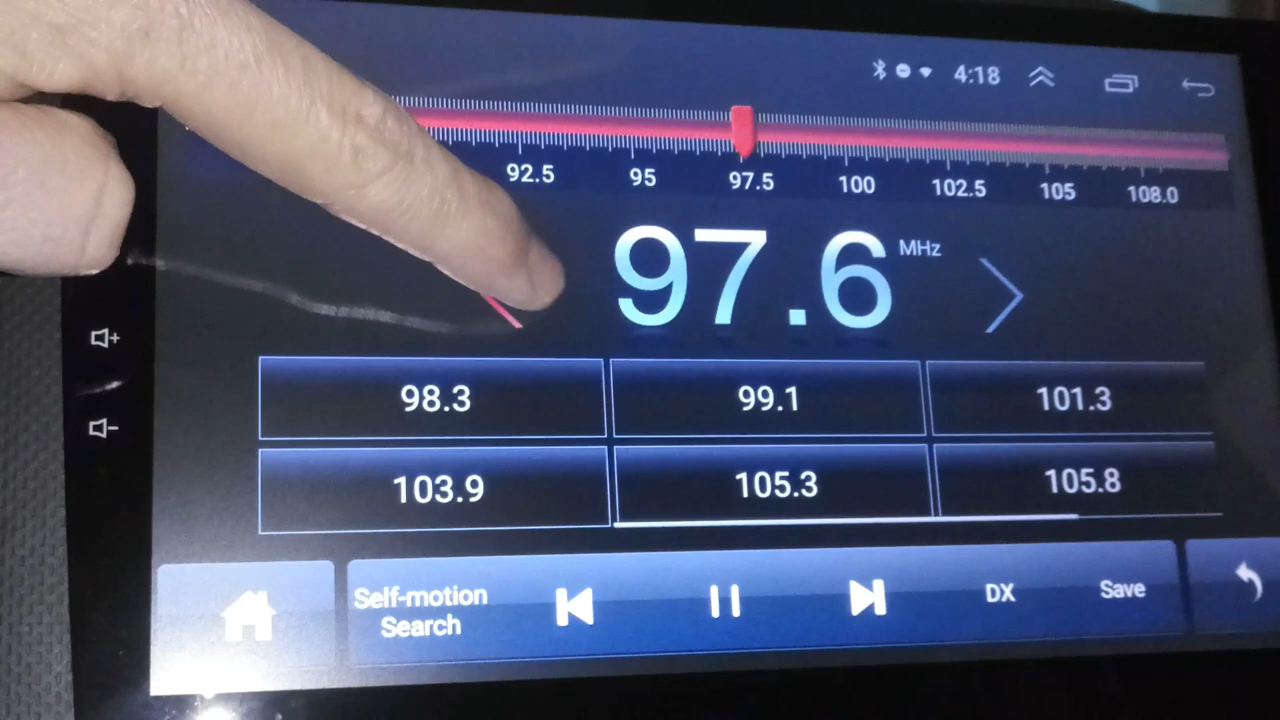 4:18
92.5 95 97.5 100 102.5 105 108.0
97.6 MHz
98.3 99.1 101.3
103.9 105.3 105.8
Self-motion
Search
DX Save